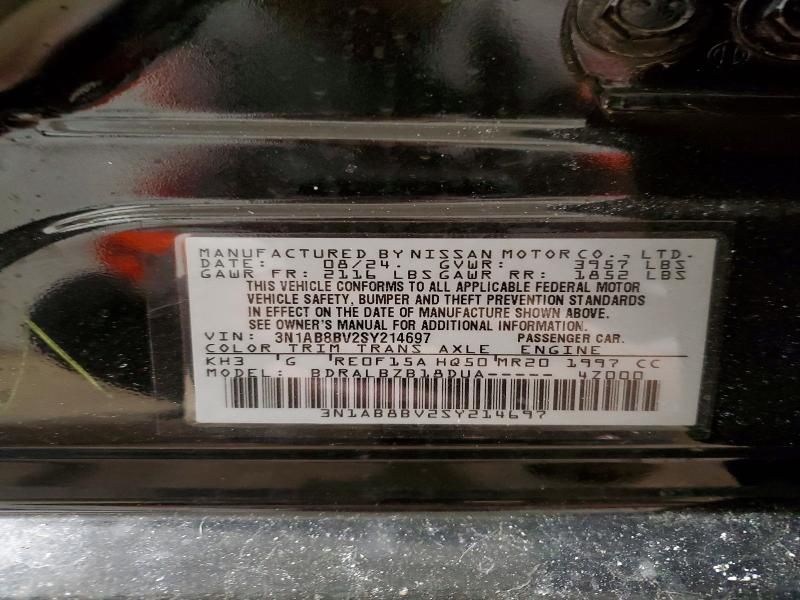 MANUFACTURED BY NISSAN MOTOR CO., LTD.
DATE: 08/24. GVWR: 3957 LBS
GAWR FR: 2116 LBS GAWR RR: 1852 LBS
THIS VEHICLE CONFORMS TO ALL APPLICABLE FEDERAL MOTOR
VEHICLE SAFETY, BUMPER AND THEFT PREVENTION STANDARDS
IN EFFECT ON THE DATE OF MANUFACTURE SHOWN ABOVE.
SEE OWNER'S MANUAL FOR ADDITIONAL INFORMATION.
VIN: 3N1AB8BV2SY214697 PASSENGER CAR.
COLOR TRIM TRANS AXLE ENGINE
KH3 'G 'RE0F15A HQ50 'MR20 1997 CC
MODEL: BDRALBZB18DUA----- 4Z000
3N1AB8BV2SY214697